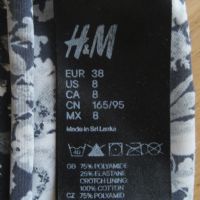 H&M
EUR 38
US 8
CA 8
CN 165/95
MX 8
Made in Sri Lanka
GB 75% POLYAMIDE
25% ELASTANE
CROTCH LINING
100% COTTON
CZ 75% POLYAMID